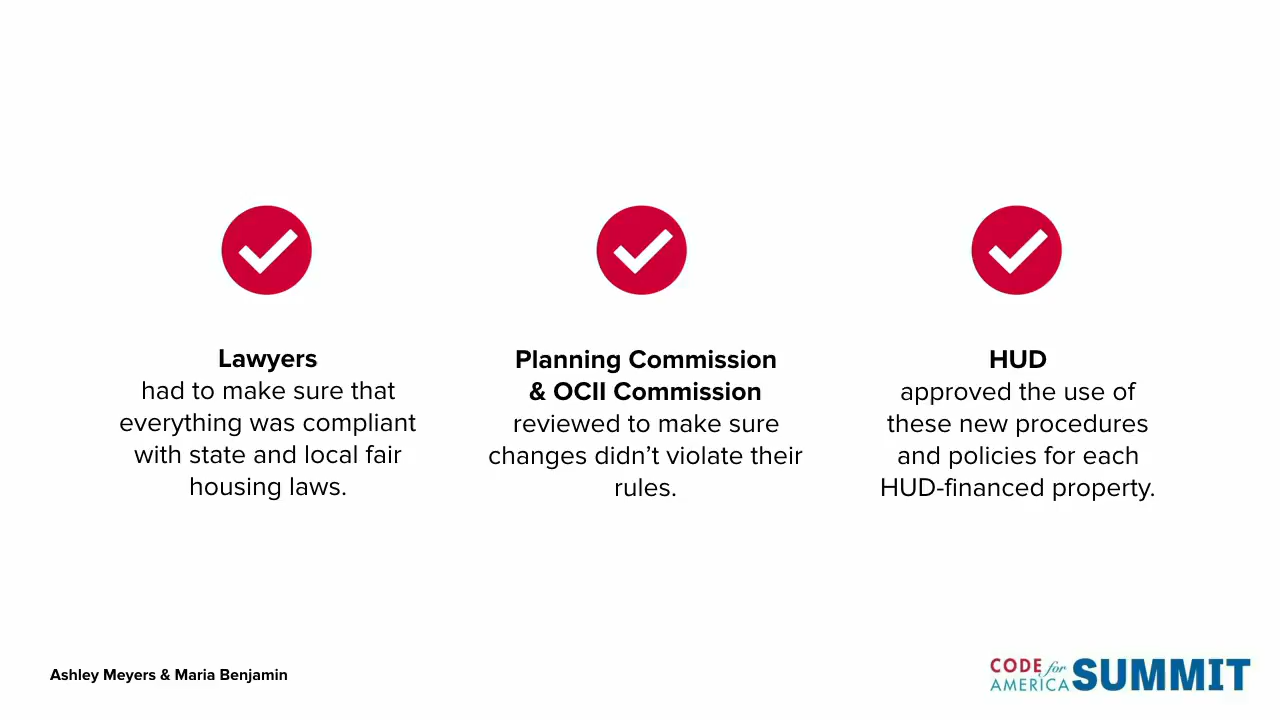 Lawyers
had to make sure that
everything was compliant
with state and local fair
housing laws.
Planning Commission
& OCII Commission
reviewed to make sure
changes didn’t violate their
rules.
HUD
approved the use of
these new procedures
and policies for each
HUD-financed property.
Ashley Meyers & Maria Benjamin
CODE for
AMERICA SUMMIT